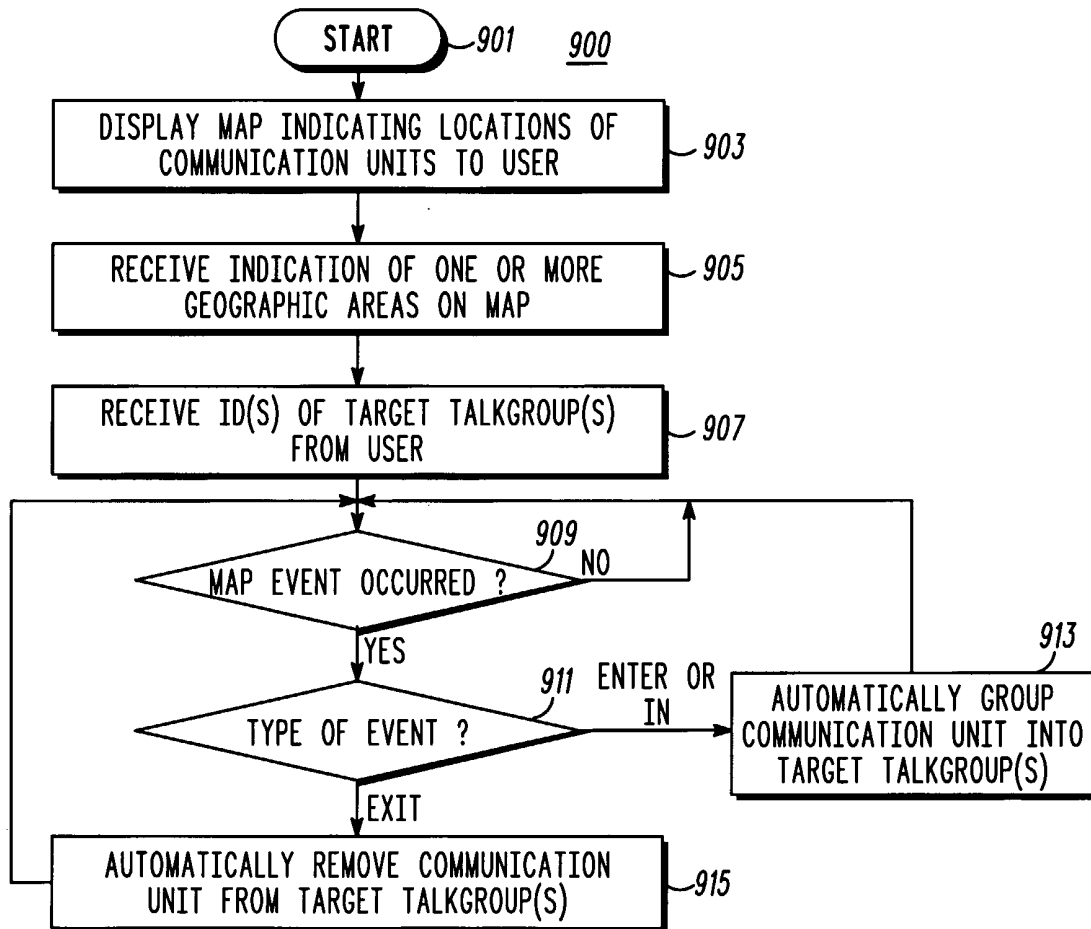 START
901
900
DISPLAY MAP INDICATING LOCATIONS OF
COMMUNICATION UNITS TO USER
903
RECEIVE INDICATION OF ONE OR MORE
GEOGRAPHIC AREAS ON MAP
905
RECEIVE ID(S) OF TARGET TALKGROUP(S)
FROM USER
907
909
MAP EVENT OCCURRED ?
NO
YES
911
TYPE OF EVENT ?
ENTER OR
IN
913
AUTOMATICALLY GROUP
COMMUNICATION UNIT INTO
TARGET TALKGROUP(S)
EXIT
AUTOMATICALLY REMOVE COMMUNICATION
UNIT FROM TARGET TALKGROUP(S)
915